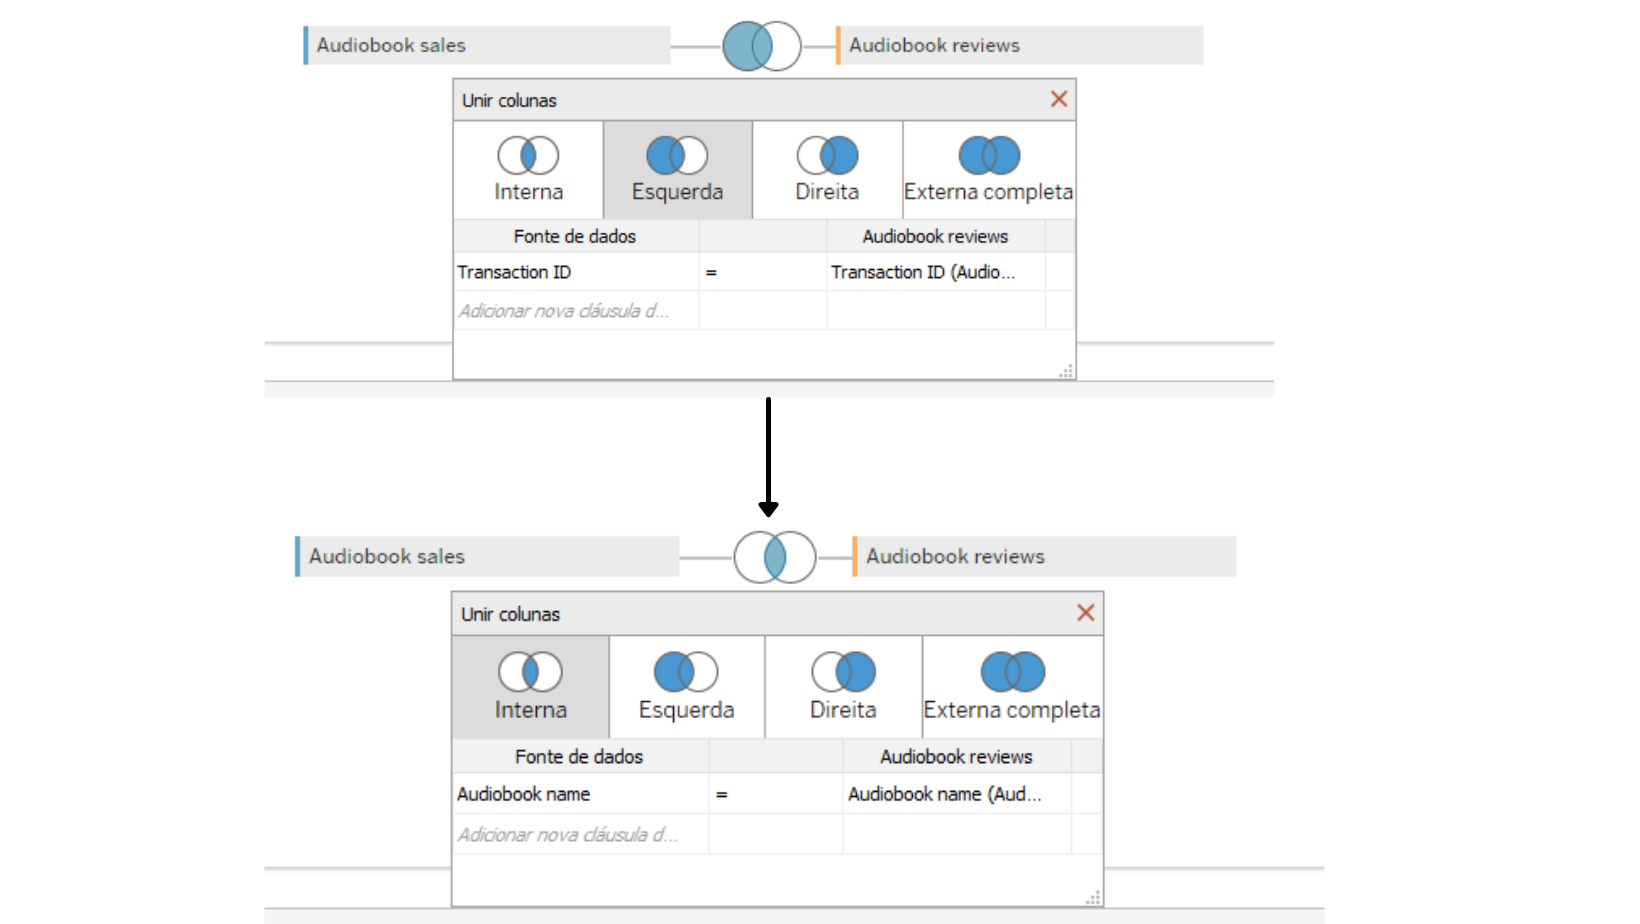 Audiobook sales
Audiobook reviews
Unir colunas
Interna
Esquerda
Direita
Externa completa
Fonte de dados
Audiobook reviews
Transaction ID
=
Transaction ID (Audio...
Adicionar nova cláusula d...
Audiobook sales
Audiobook reviews
Unir colunas
Interna
Esquerda
Direita
Externa completa
Fonte de dados
Audiobook reviews
Audiobook name
=
Audiobook name (Aud...
Adicionar nova cláusula d...